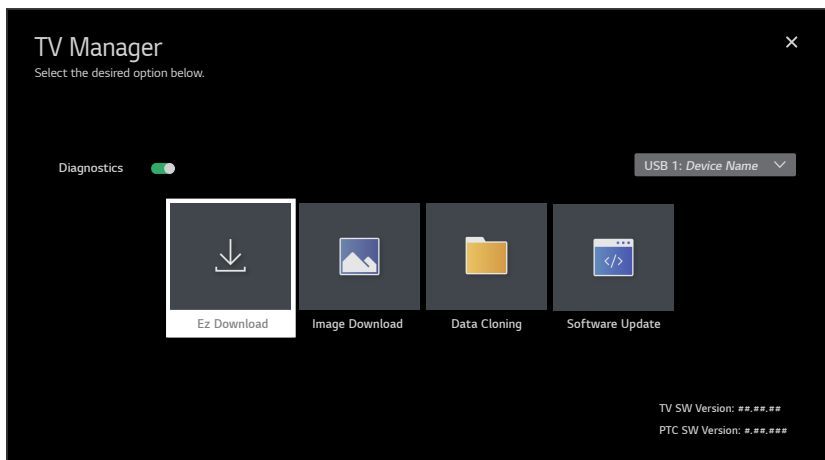 TV Manager
Select the desired option below.
Diagnostics
USB 1: Device Name
Ez Download
Image Download
Data Cloning
Software Update
TV SW Version: ##.##.##
PTC SW Version: #.##.###